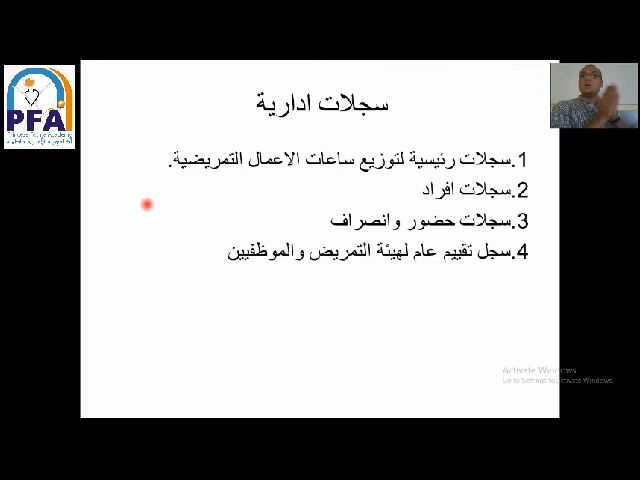 سجلات ادارية
1.سجلات رئيسية لتوزيع ساعات الاعمال التمريضية.
2.سجلات افراد
3.سجلات حضور وانصراف
4.سجل تقييم عام لهيئة التمريض والموظفيين
PFA
Activate Windows
Go to Settings to activate Windows.